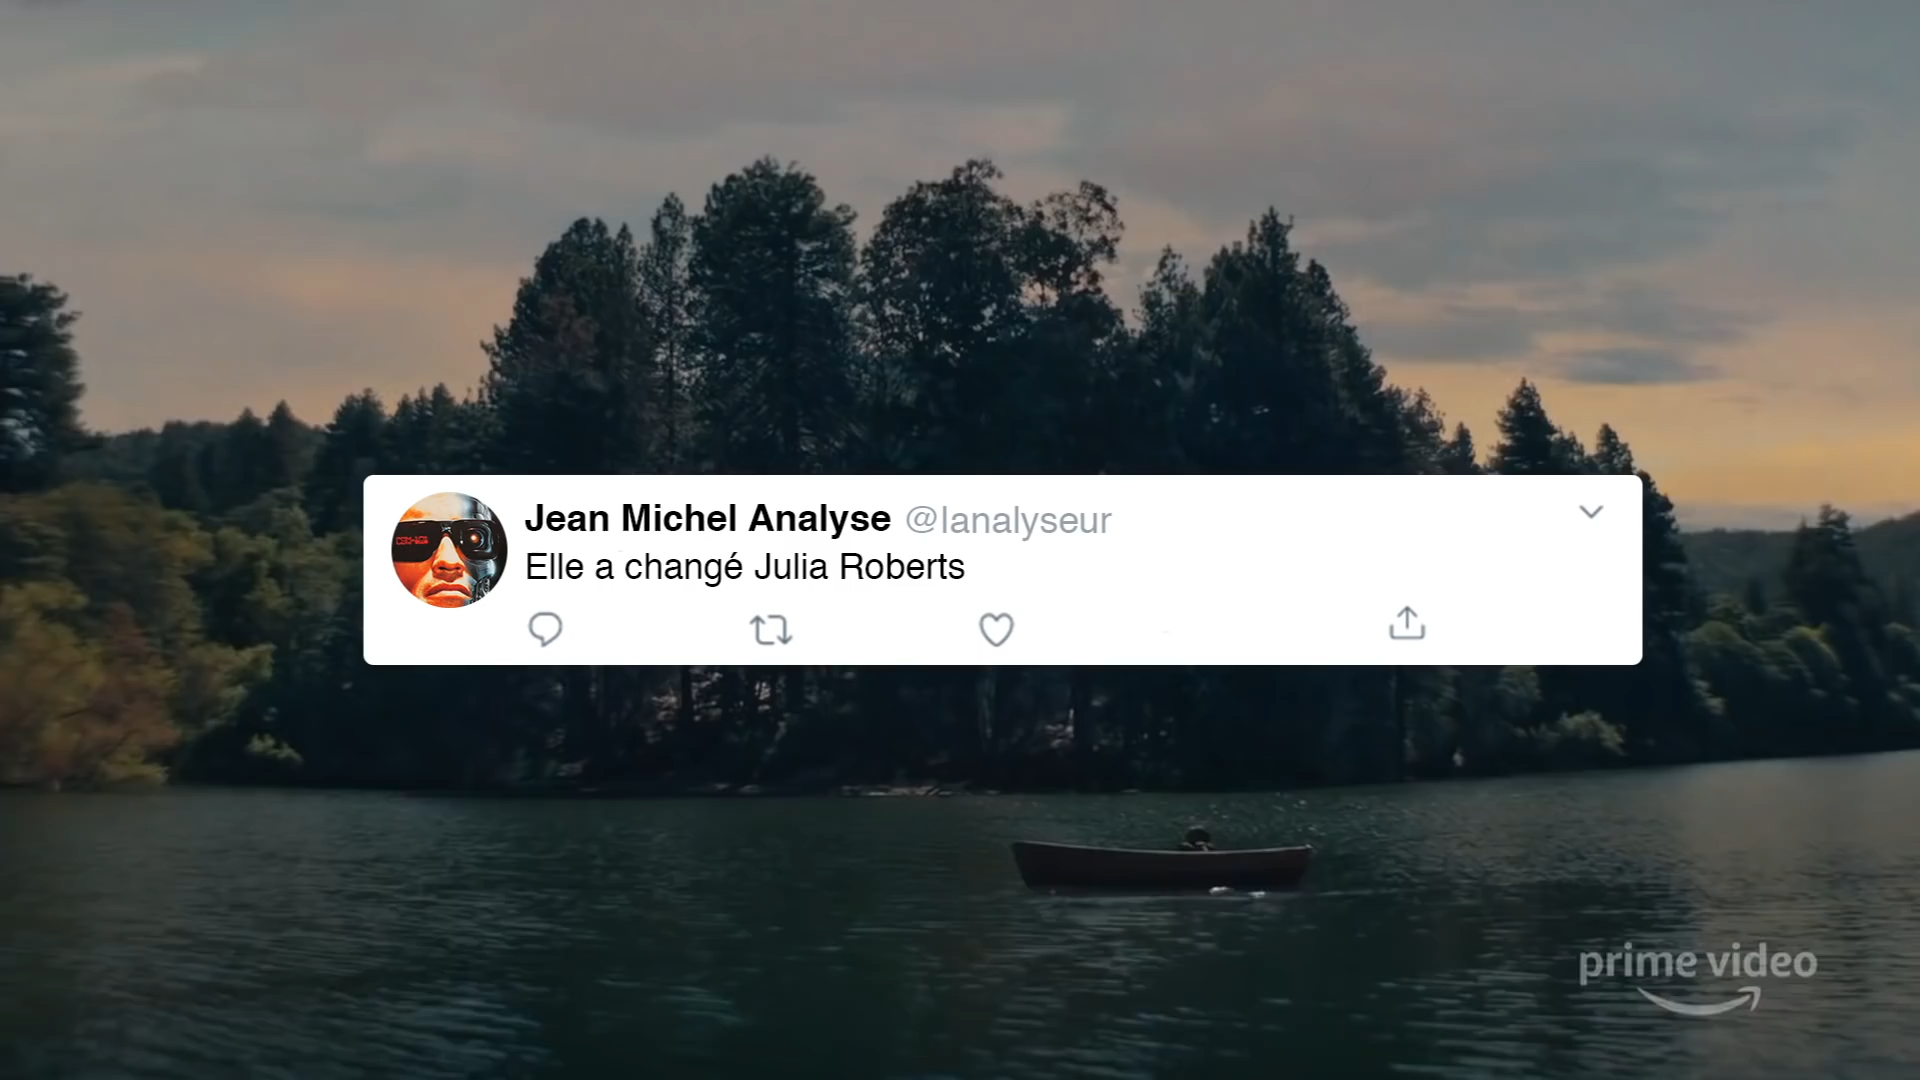 Jean Michel Analyse @lanalyseur
Elle a changé Julia Roberts
prime video